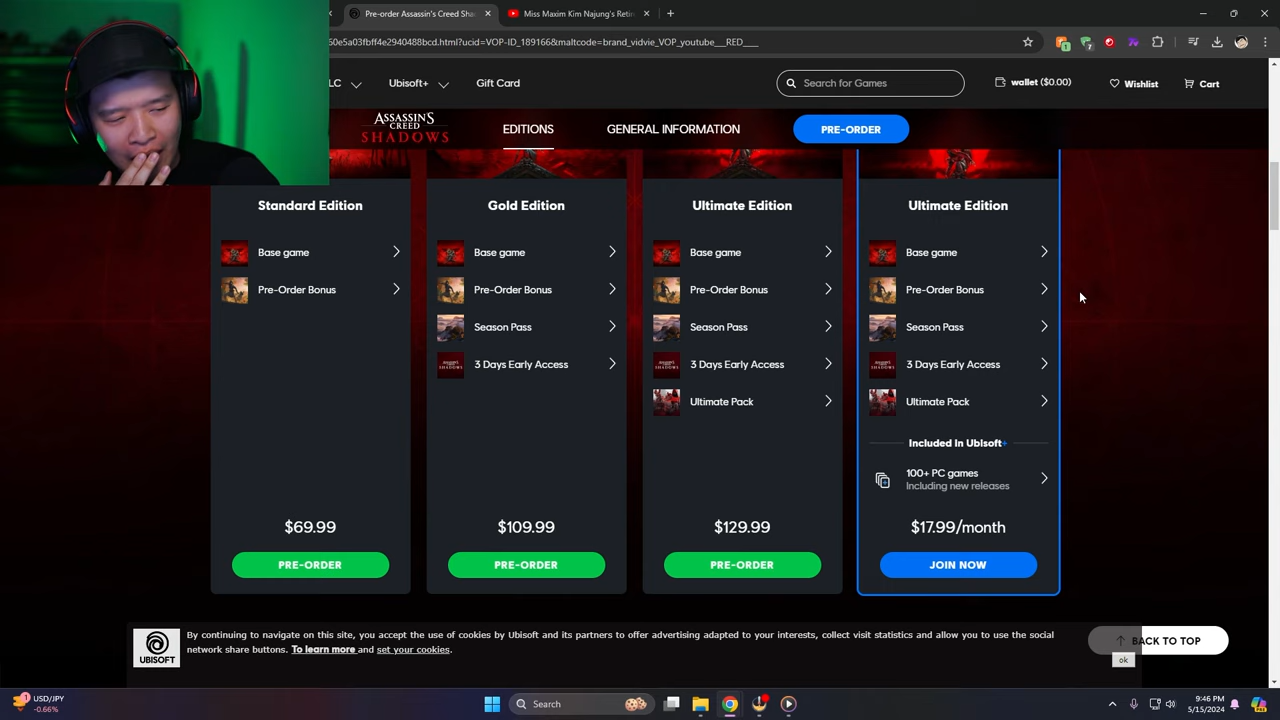 Pre-order Assassin's Creed Sha
Miss Maxim Kim Najung's Retir
60e5a03fbff4e2940488bcd.html?ucid=VOP-ID_189166&maltcode=brand_vidvie_VOP_youtube__RED___
LC
Ubisoft+
Gift Card
Search for Games
wallet ($0.00)
Wishlist
Cart
ASSASSIN'S CREED SHADOWS
EDITIONS
GENERAL INFORMATION
PRE-ORDER
Standard Edition
Base game
Pre-Order Bonus
$69.99
PRE-ORDER
Gold Edition
Base game
Pre-Order Bonus
Season Pass
3 Days Early Access
$109.99
PRE-ORDER
Ultimate Edition
Base game
Pre-Order Bonus
Season Pass
3 Days Early Access
Ultimate Pack
$129.99
PRE-ORDER
Ultimate Edition
Base game
Pre-Order Bonus
Season Pass
3 Days Early Access
Ultimate Pack
Included In Ubisoft+
100+ PC games
Including new releases
$17.99/month
JOIN NOW
UBISOFT
By continuing to navigate on this site, you accept the use of cookies by Ubisoft and its partners to offer advertising adapted to your interests, collect visit statistics and allow you to use the social
network share buttons. To learn more and set your cookies.
BACK TO TOP
ok
USD/JPY
-0.66%
Search
9:46 PM
5/15/2024